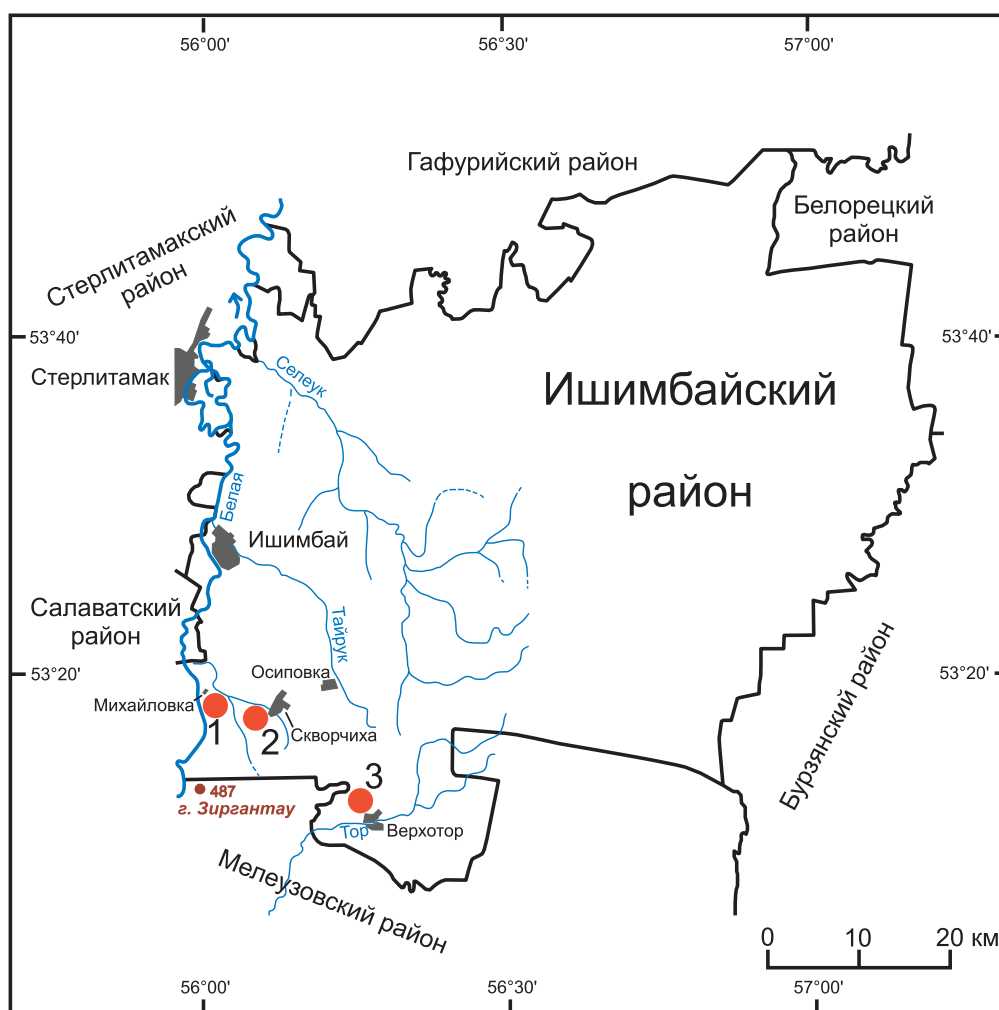 56°00' 56°30' 57°00'
Гафурийский район
Белорецкий
район
Стерлитамакский
район
53°40' 53°40'
Стерлитамак
Селеук
Ишимбайский
район
Белая
Ишимбай
Салаватский
район
Тайрук
Бурзянский район
53°20' 53°20'
Осиповка
Михайловка
Скворчиха
1
2
3
487
г. Зиргантау
Тор
Верхотор
Мелеузовский район
0 10 20 км
56°00' 56°30' 57°00'